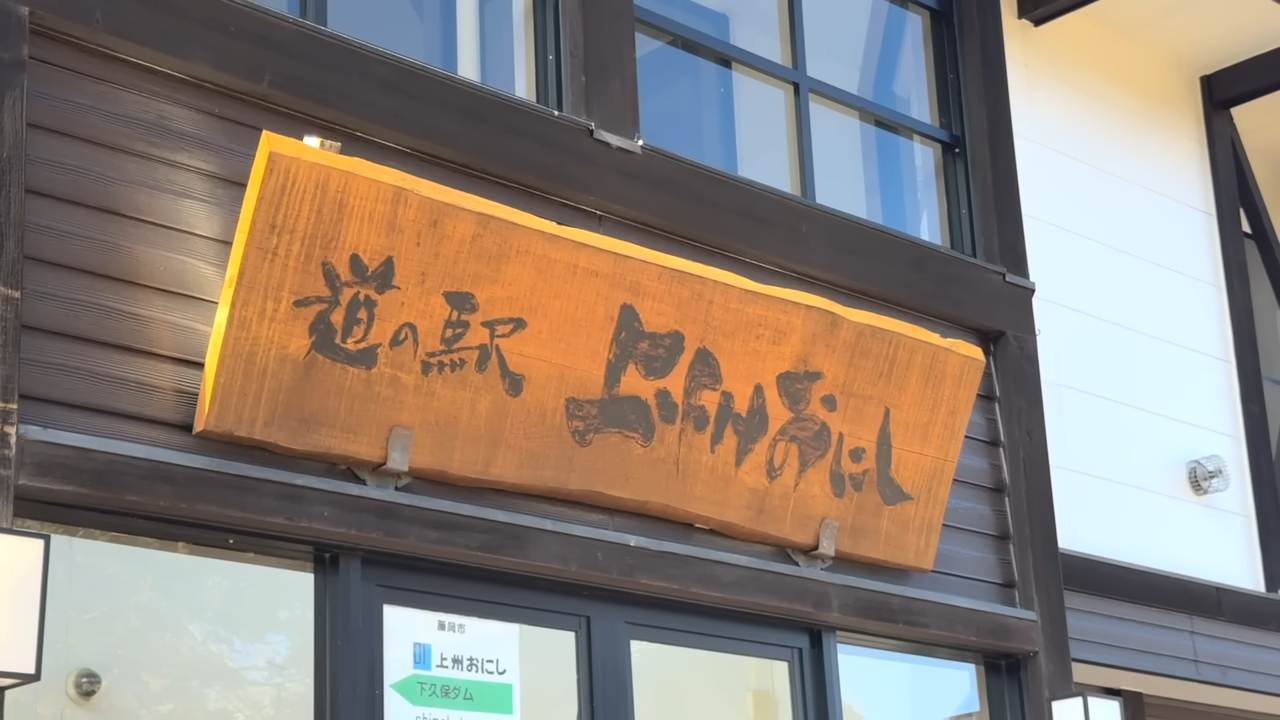 道の駅 上州おにし
藤岡市
上州おにし
下久保ダム